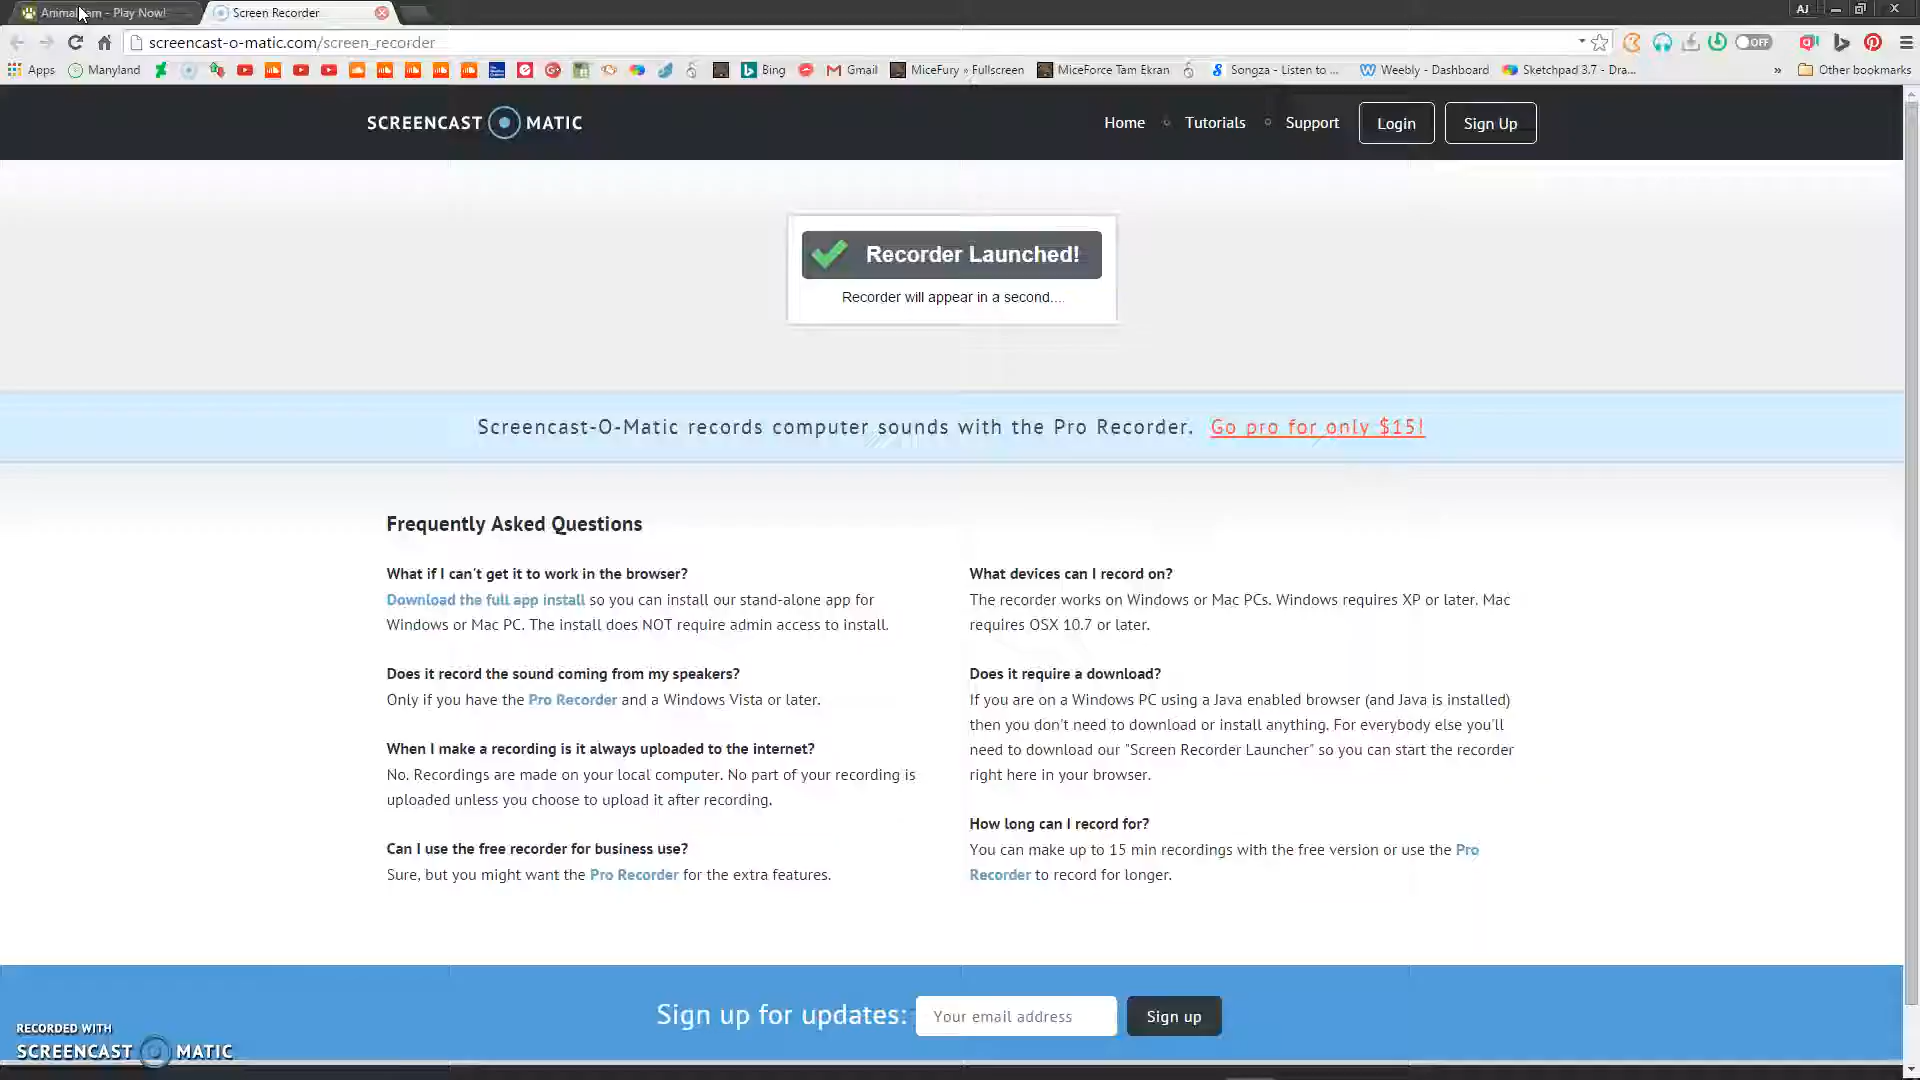 Animal Jam - Play Now!
Screen Recorder
AJ
screencast-o-matic.com/screen_recorder
OFF
Apps
Manyland
Bing
Gmail
MiceFury » Fullscreen
MiceForce Tam Ekran
Songza - Listen to ...
Weebly - Dashboard
Sketchpad 3.7 - Dra...
»
Other bookmarks
SCREENCAST MATIC
Home
Tutorials
Support
Login
Sign Up
Recorder Launched!
Recorder will appear in a second....
Screencast-O-Matic records computer sounds with the Pro Recorder. Go pro for only $15!
Frequently Asked Questions
What if I can't get it to work in the browser?
Download the full app install so you can install our stand-alone app for
Windows or Mac PC. The install does NOT require admin access to install.
Does it record the sound coming from my speakers?
Only if you have the Pro Recorder and a Windows Vista or later.
When I make a recording is it always uploaded to the internet?
No. Recordings are made on your local computer. No part of your recording is
uploaded unless you choose to upload it after recording.
Can I use the free recorder for business use?
Sure, but you might want the Pro Recorder for the extra features.
What devices can I record on?
The recorder works on Windows or Mac PCs. Windows requires XP or later. Mac
requires OSX 10.7 or later.
Does it require a download?
If you are on a Windows PC using a Java enabled browser (and Java is installed)
then you don't need to download or install anything. For everybody else you'll
need to download our "Screen Recorder Launcher" so you can start the recorder
right here in your browser.
How long can I record for?
You can make up to 15 min recordings with the free version or use the Pro
Recorder to record for longer.
Sign up for updates:
Your email address
Sign up
RECORDED WITH
SCREENCAST MATIC